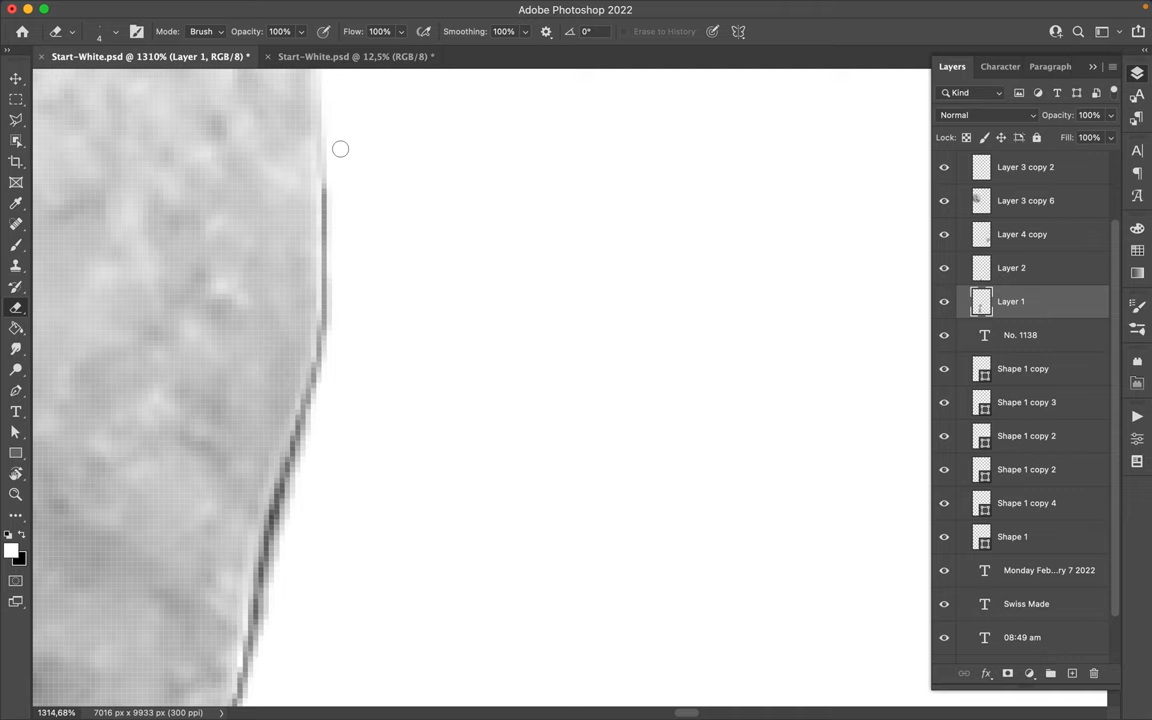 Adobe Photoshop 2022
4
Mode: Brush
Opacity: 100%
Flow: 100%
Smoothing: 100%
0°
Erase to History
Start-White.psd @ 1310% (Layer 1, RGB/8) *
Start-White.psd @ 12,5% (RGB/8) *
Layers
Character
Paragraph
Kind
Normal
Opacity: 100%
Lock:
Fill: 100%
Layer 3 copy 2
Layer 3 copy 6
Layer 4 copy
Layer 2
Layer 1
No. 1138
Shape 1 copy
Shape 1 copy 3
Shape 1 copy 2
Shape 1 copy 2
Shape 1 copy 4
Shape 1
Monday Feb...ry 7 2022
Swiss Made
08:49 am
fx
1314,68%
7016 px x 9933 px (300 ppi)